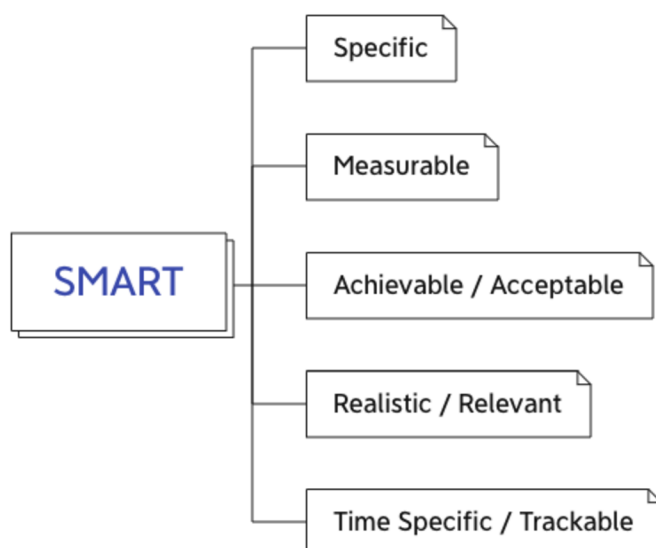 Specific
Measurable
SMART
Achievable / Acceptable
Realistic / Relevant
Time Specific / Trackable